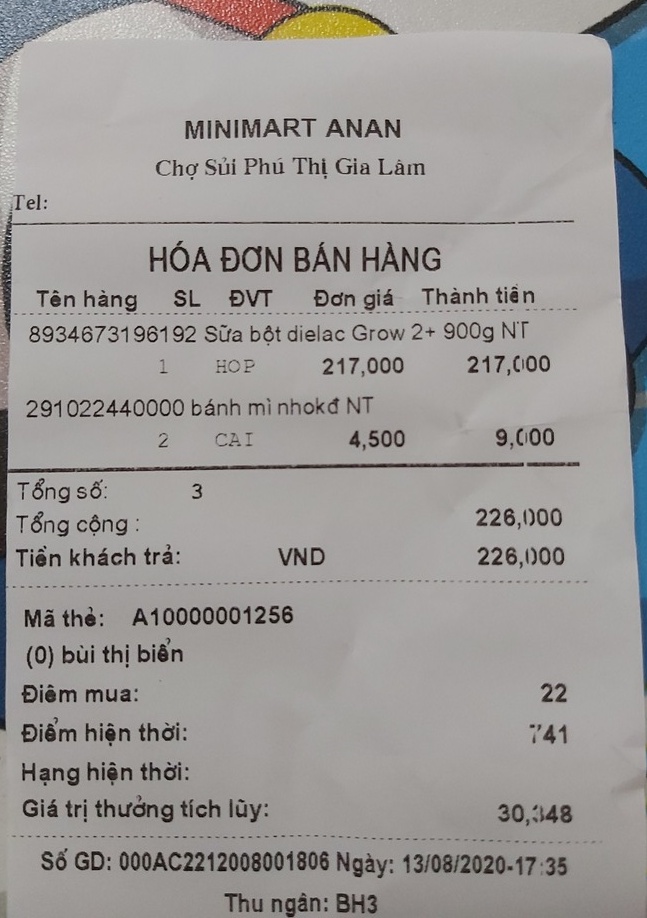 MINIMART ANAN
Chợ Sủi Phú Thị Gia Lâm
Tel:
HÓA ĐƠN BÁN HÀNG
Tên hàng SL ĐVT Đơn giá Thành tiền
8934673196192 Sữa bột dielac Grow 2+ 900g NT
1 HOP 217,000 217,000
291022440000 bánh mì nhokđ NT
2 CAI 4,500 9,000
Tổng số: 3
Tổng cộng : 226,000
Tiền khách trả: VND 226,000
Mã thẻ: A10000001256
(0) bùi thị biển
Điêm mua: 22
Điểm hiện thời: 741
Hạng hiện thời:
Giá trị thưởng tích lũy: 30,348
Số GD: 000AC2212008001806 Ngày: 13/08/2020-17:35
Thu ngân: BH3